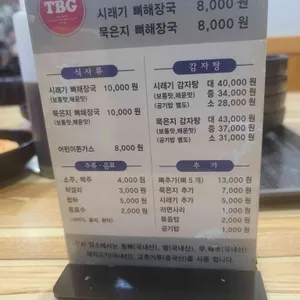 TBG
시래기 뼈해장국 8,000 원
묵은지 뼈해장국 8,000 원
식사류
시래기 뼈해장국 10,000 원
(보통맛,매운맛)
묵은지 뼈해장국 10,000 원
(보통맛,매운맛)
어린이돈가스 8,000 원
감자탕
시래기 감자탕 대 40,000 원
(보통맛,매운맛) 중 34,000 원
(공기밥 별도) 소 28,000 원
묵은지 감자탕 대 43,000 원
(보통맛,매운맛) 중 37,000 원
(공기밥 별도) 소 31,000 원
주류·음료
소주, 맥주 4,000 원
막걸리 3,000 원
청하 5,000 원
음료수 2,000 원
추가
뼈추가(뼈 5개) 13,000 원
묵은지 추가 7,000 원
시래기 추가 5,000 원
라면사리 1,000 원
볶음밥 2,000 원
공기밥 1,000 원